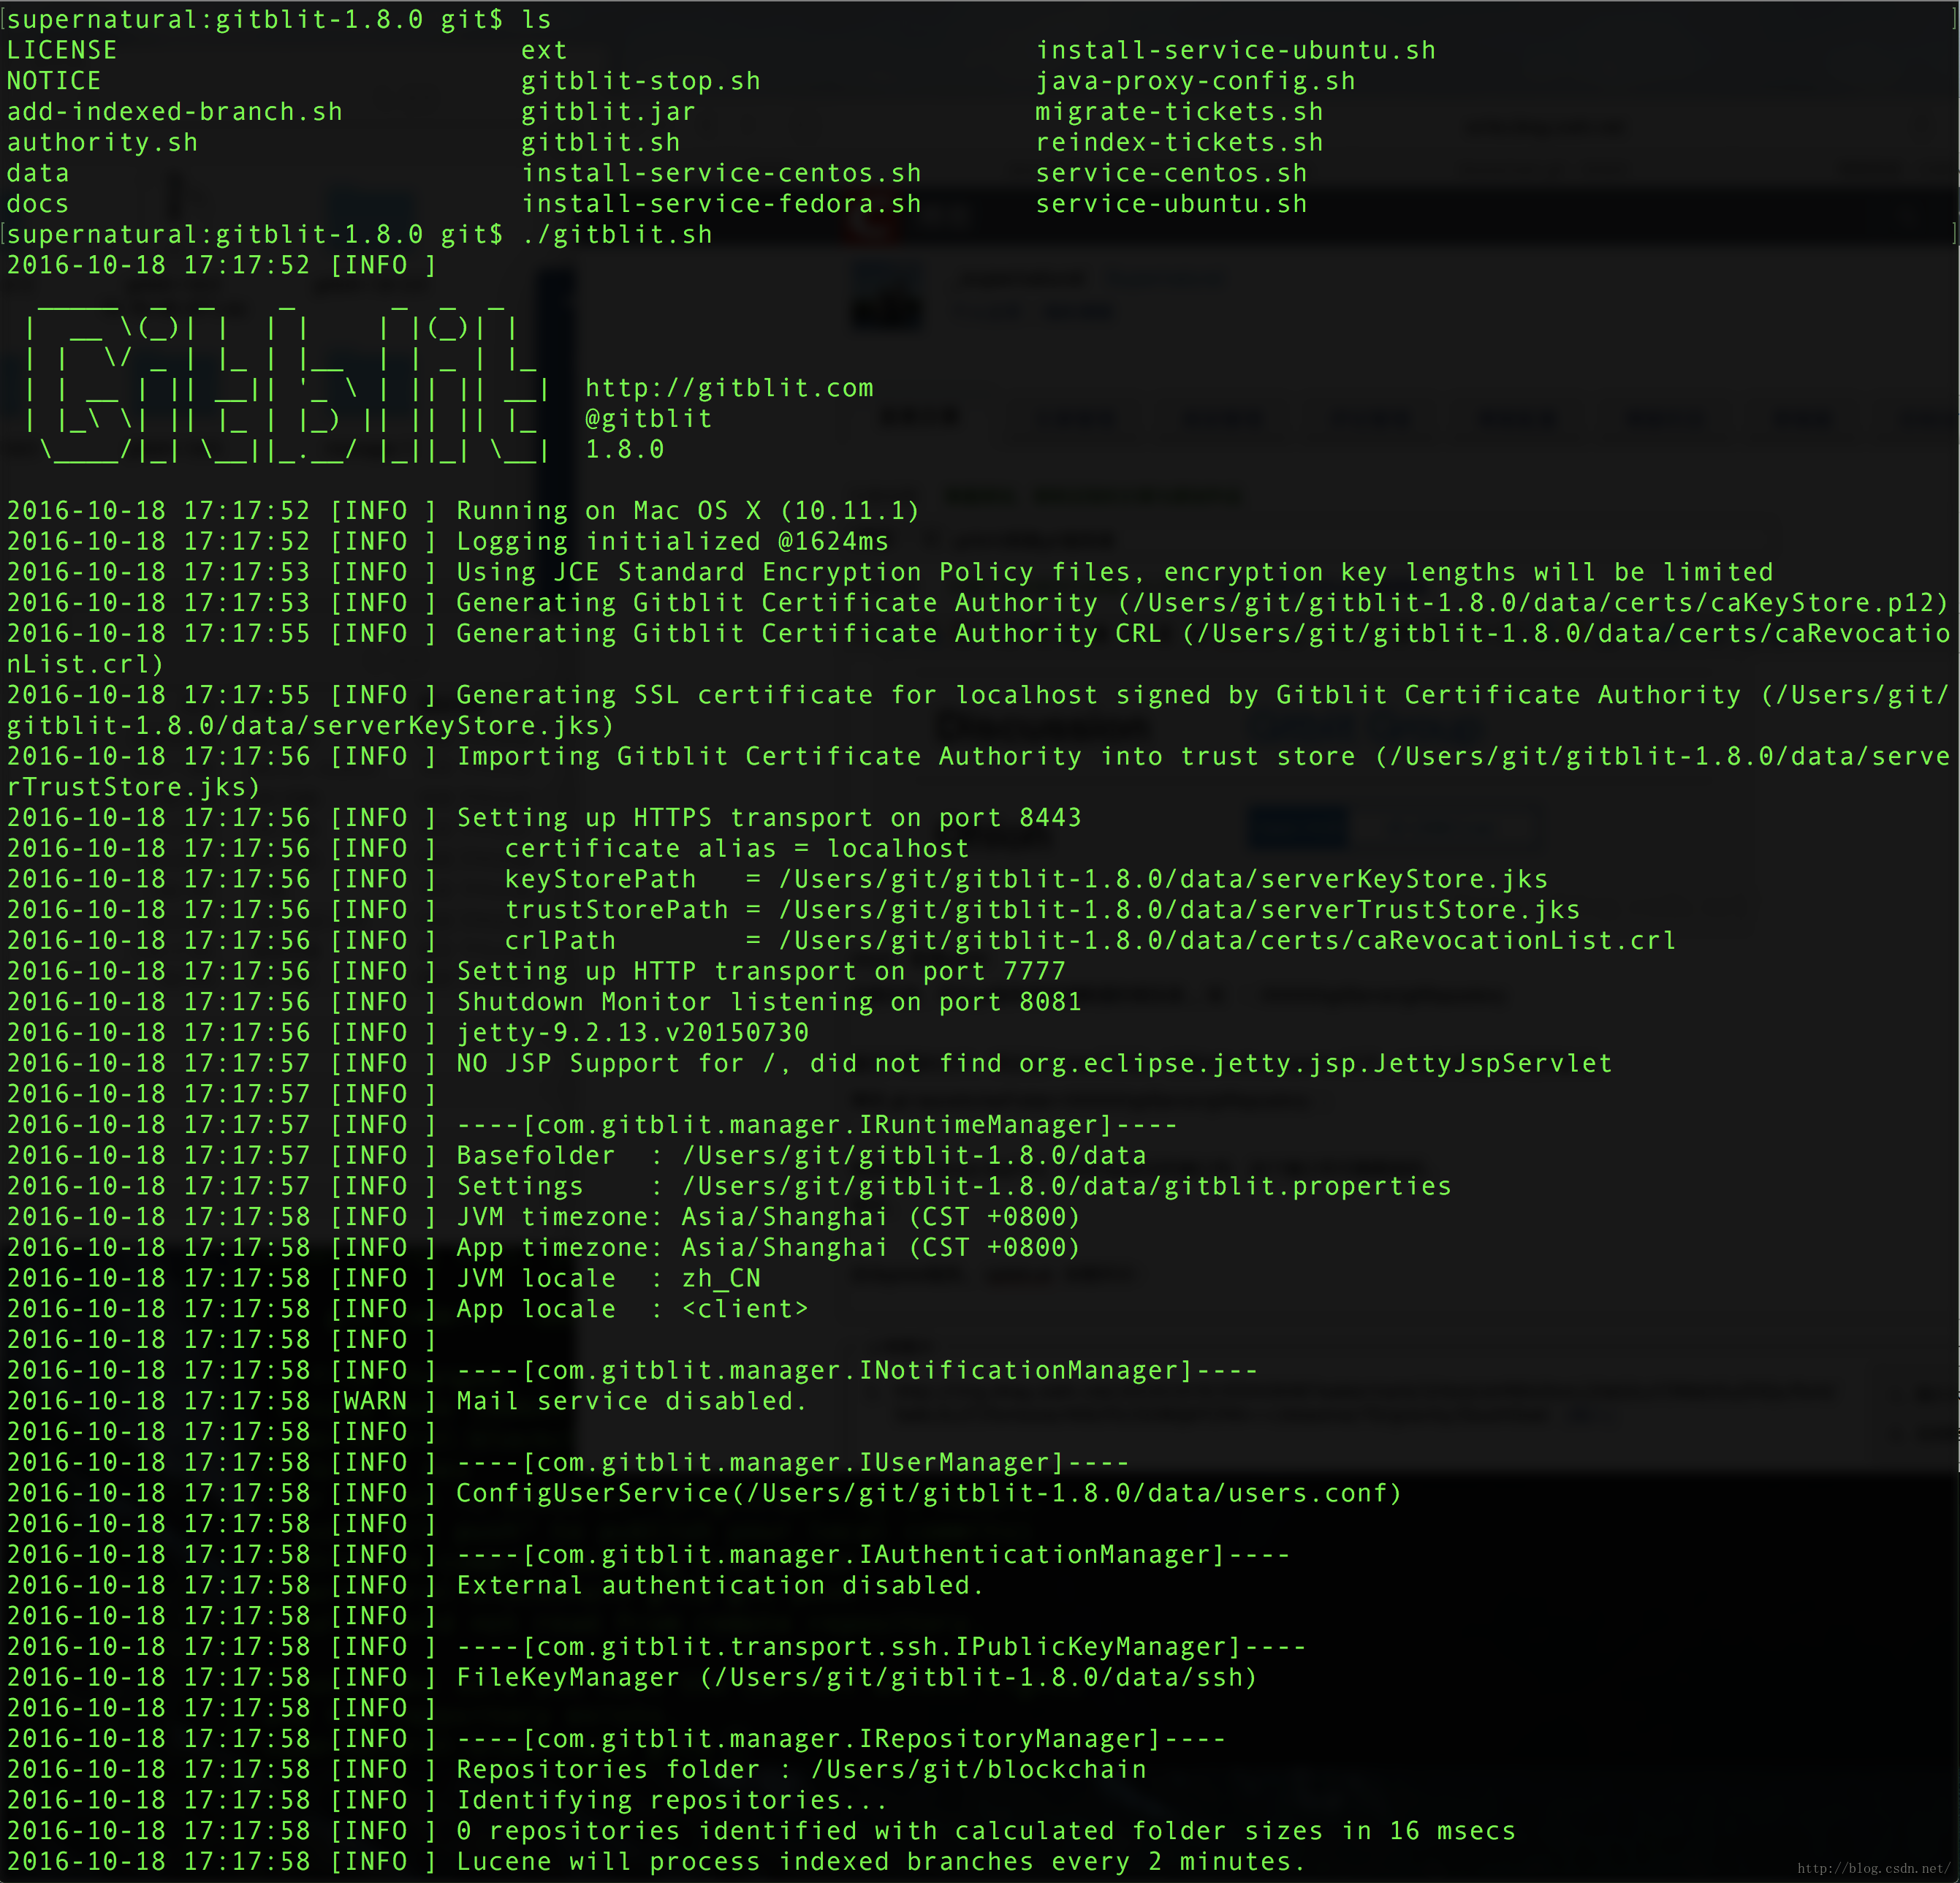 [supernatural:gitblit-1.8.0 git$ ls ]
LICENSE ext install-service-ubuntu.sh
NOTICE gitblit-stop.sh java-proxy-config.sh
add-indexed-branch.sh gitblit.jar migrate-tickets.sh
authority.sh gitblit.sh reindex-tickets.sh
data install-service-centos.sh service-centos.sh
docs install-service-fedora.sh service-ubuntu.sh
[supernatural:gitblit-1.8.0 git$ ./gitblit.sh ]
2016-10-18 17:17:52 [INFO ]
  _____  _  _    _       _  _  _
 |  __ \(_)| |  | |     | |(_)| |
 | |  \/ _ | |_ | |__   | | _ | |_
 | | __ | || __|| '_ \ | || || __|  http://gitblit.com
 | |_\ \| || |_ | |_) || || || |_   @gitblit
  \____/|_| \__||_.__/ |_||_| \__|  1.8.0
2016-10-18 17:17:52 [INFO ] Running on Mac OS X (10.11.1)
2016-10-18 17:17:52 [INFO ] Logging initialized @1624ms
2016-10-18 17:17:53 [INFO ] Using JCE Standard Encryption Policy files, encryption key lengths will be limited
2016-10-18 17:17:53 [INFO ] Generating Gitblit Certificate Authority (/Users/git/gitblit-1.8.0/data/certs/caKeyStore.p12)
2016-10-18 17:17:55 [INFO ] Generating Gitblit Certificate Authority CRL (/Users/git/gitblit-1.8.0/data/certs/caRevocatio
nList.crl)
2016-10-18 17:17:55 [INFO ] Generating SSL certificate for localhost signed by Gitblit Certificate Authority (/Users/git/
gitblit-1.8.0/data/serverKeyStore.jks)
2016-10-18 17:17:56 [INFO ] Importing Gitblit Certificate Authority into trust store (/Users/git/gitblit-1.8.0/data/serve
rTrustStore.jks)
2016-10-18 17:17:56 [INFO ] Setting up HTTPS transport on port 8443
2016-10-18 17:17:56 [INFO ]    certificate alias = localhost
2016-10-18 17:17:56 [INFO ]    keyStorePath   = /Users/git/gitblit-1.8.0/data/serverKeyStore.jks
2016-10-18 17:17:56 [INFO ]    trustStorePath = /Users/git/gitblit-1.8.0/data/serverTrustStore.jks
2016-10-18 17:17:56 [INFO ]    crlPath        = /Users/git/gitblit-1.8.0/data/certs/caRevocationList.crl
2016-10-18 17:17:56 [INFO ] Setting up HTTP transport on port 7777
2016-10-18 17:17:56 [INFO ] Shutdown Monitor listening on port 8081
2016-10-18 17:17:56 [INFO ] jetty-9.2.13.v20150730
2016-10-18 17:17:57 [INFO ] NO JSP Support for /, did not find org.eclipse.jetty.jsp.JettyJspServlet
2016-10-18 17:17:57 [INFO ]
2016-10-18 17:17:57 [INFO ] ----[com.gitblit.manager.IRuntimeManager]----
2016-10-18 17:17:57 [INFO ] Basefolder  : /Users/git/gitblit-1.8.0/data
2016-10-18 17:17:57 [INFO ] Settings    : /Users/git/gitblit-1.8.0/data/gitblit.properties
2016-10-18 17:17:58 [INFO ] JVM timezone: Asia/Shanghai (CST +0800)
2016-10-18 17:17:58 [INFO ] App timezone: Asia/Shanghai (CST +0800)
2016-10-18 17:17:58 [INFO ] JVM locale  : zh_CN
2016-10-18 17:17:58 [INFO ] App locale  : <client>
2016-10-18 17:17:58 [INFO ]
2016-10-18 17:17:58 [INFO ] ----[com.gitblit.manager.INotificationManager]----
2016-10-18 17:17:58 [WARN ] Mail service disabled.
2016-10-18 17:17:58 [INFO ]
2016-10-18 17:17:58 [INFO ] ----[com.gitblit.manager.IUserManager]----
2016-10-18 17:17:58 [INFO ] ConfigUserService(/Users/git/gitblit-1.8.0/data/users.conf)
2016-10-18 17:17:58 [INFO ]
2016-10-18 17:17:58 [INFO ] ----[com.gitblit.manager.IAuthenticationManager]----
2016-10-18 17:17:58 [INFO ] External authentication disabled.
2016-10-18 17:17:58 [INFO ]
2016-10-18 17:17:58 [INFO ] ----[com.gitblit.transport.ssh.IPublicKeyManager]----
2016-10-18 17:17:58 [INFO ] FileKeyManager (/Users/git/gitblit-1.8.0/data/ssh)
2016-10-18 17:17:58 [INFO ]
2016-10-18 17:17:58 [INFO ] ----[com.gitblit.manager.IRepositoryManager]----
2016-10-18 17:17:58 [INFO ] Repositories folder : /Users/git/blockchain
2016-10-18 17:17:58 [INFO ] Identifying repositories...
2016-10-18 17:17:58 [INFO ] 0 repositories identified with calculated folder sizes in 16 msecs
2016-10-18 17:17:58 [INFO ] Lucene will process indexed branches every 2 minutes.
http://blog.csdn.net/